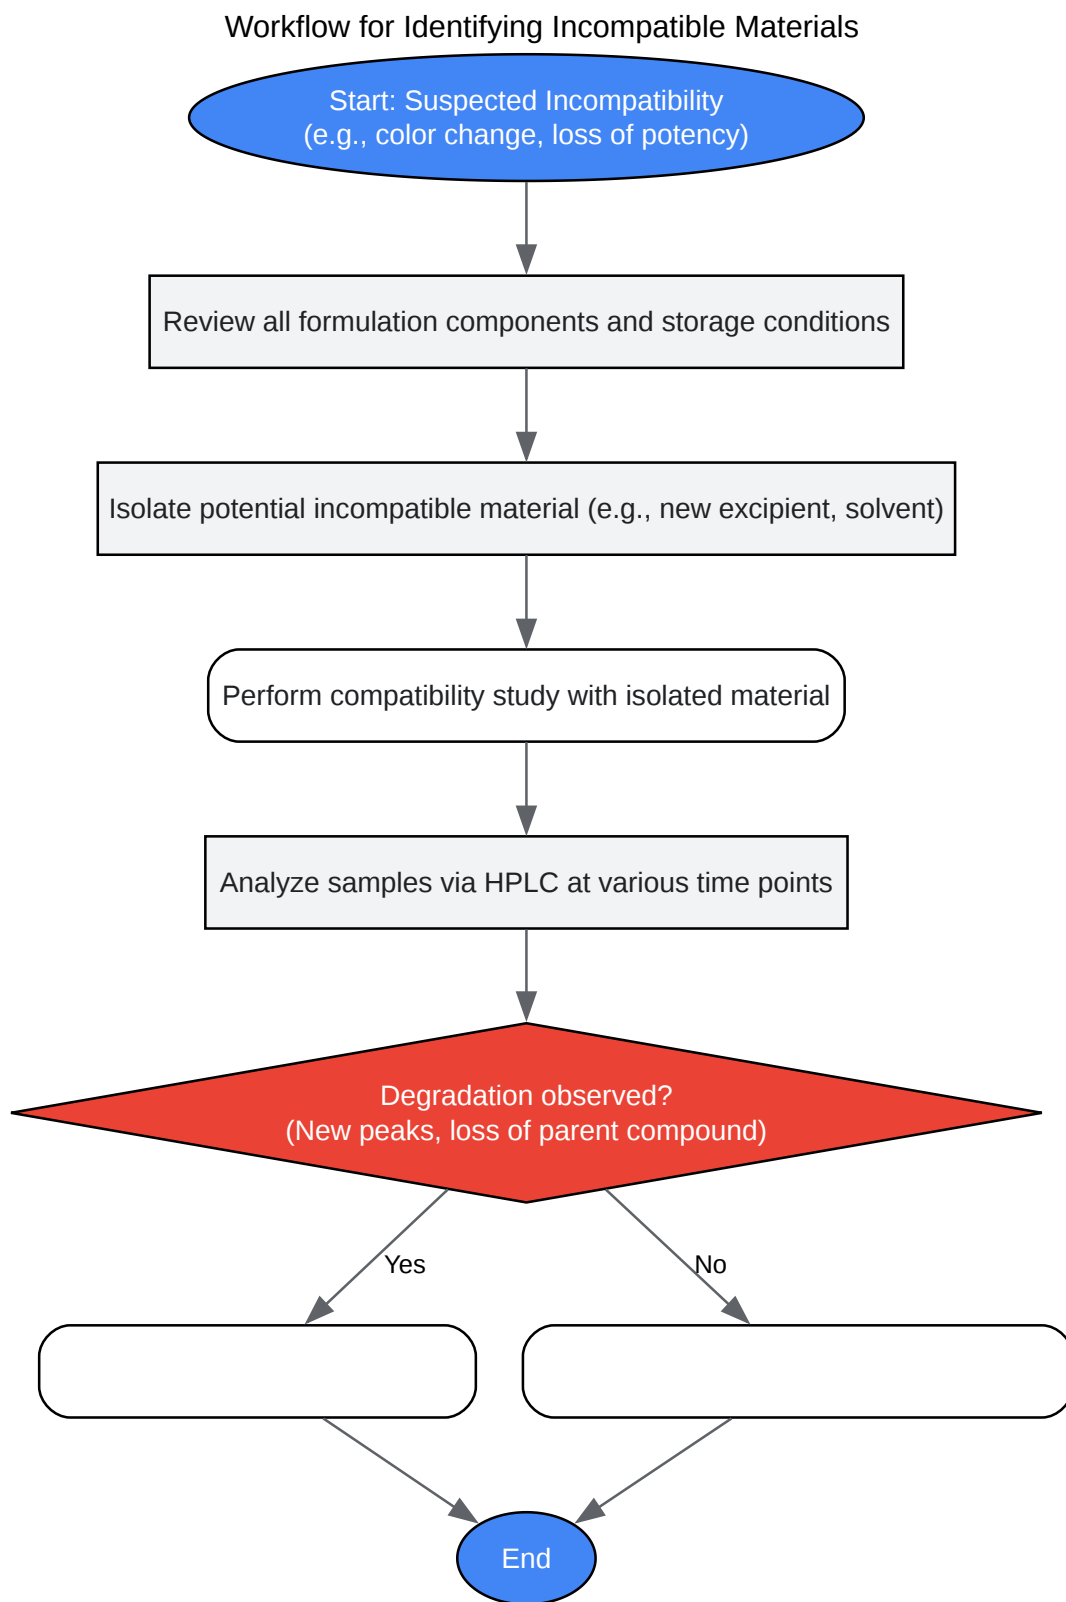 Workflow for Identifying Incompatible Materials
Start: Suspected Incompatibility
(e.g., color change, loss of potency)
Review all formulation components and storage conditions
Isolate potential incompatible material (e.g., new excipient, solvent)
Perform compatibility study with isolated material
Analyze samples via HPLC at various time points
Degradation observed?
(New peaks, loss of parent compound)
Yes
No
End